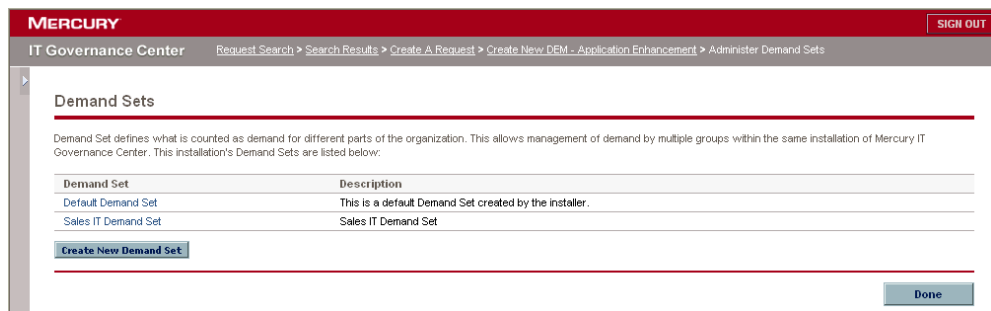 MERCURY
SIGN OUT
IT Governance Center Request Search > Search Results > Create A Request > Create New DEM - Application Enhancement > Administer Demand Sets
Demand Sets
Demand Set defines what is counted as demand for different parts of the organization. This allows management of demand by multiple groups within the same installation of Mercury IT
Governance Center. This installation's Demand Sets are listed below:
Demand Set Description
Default Demand Set This is a default Demand Set created by the installer.
Sales IT Demand Set Sales IT Demand Set
Create New Demand Set
Done